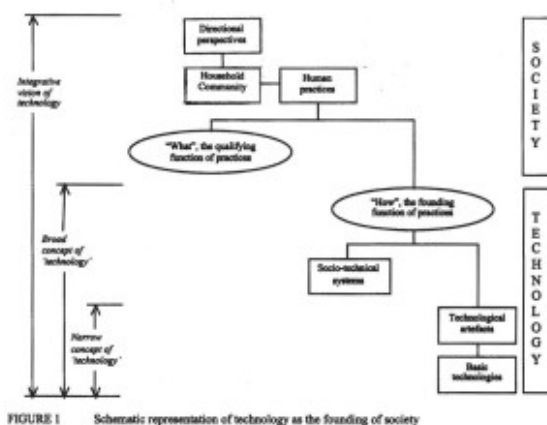 Directional
perspectives
Household
Community
Human
practices
Integrative
vision of
technology
"What", the qualifying
function of practices
"How", the founding
function of practices
Broad
concept of
'technology'
Socio-technical
systems
Narrow
concept of
'technology'
Technological
artefacts
Basic
technologies
SOCIETY
TECHNOLOGY
FIGURE 1 Schematic representation of technology as the founding of society